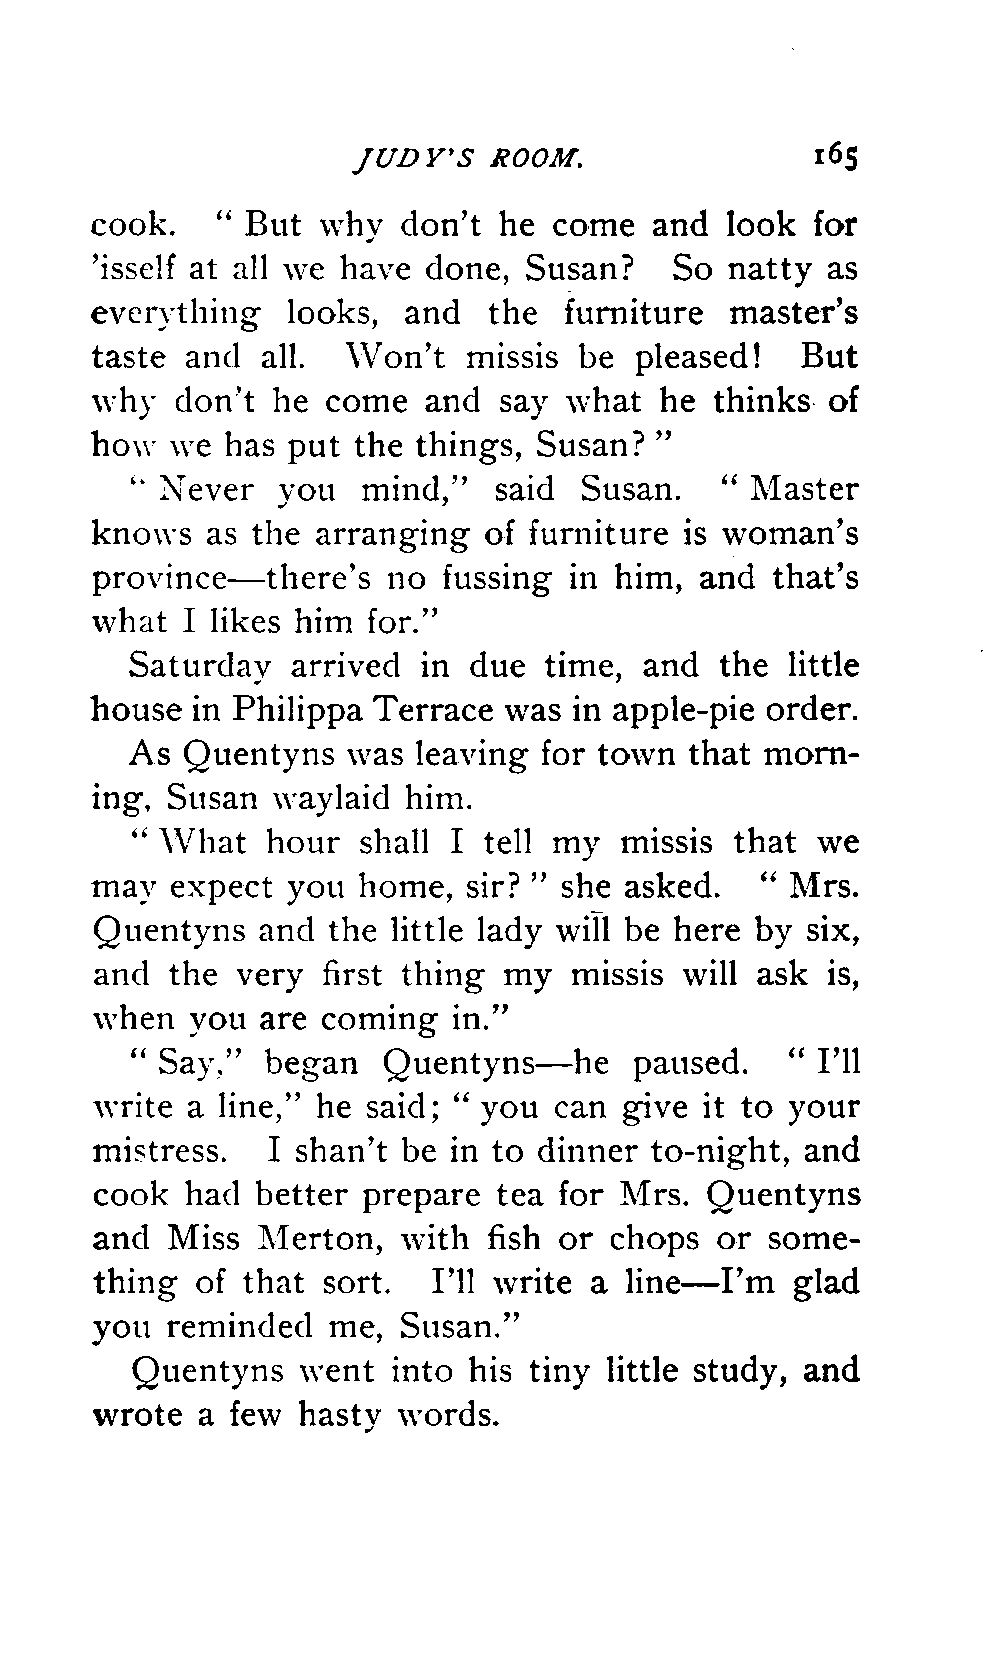 JUDY'S ROOM. 165
cook. " But why don't he come and look for
'isself at all we have done, Susan? So natty as
everything looks, and the furniture master's
taste and all. Won't missis be pleased! But
why don't he come and say what he thinks of
how we has put the things, Susan? "
" Never you mind," said Susan. " Master
knows as the arranging of furniture is woman's
province—there's no fussing in him, and that's
what I likes him for."
Saturday arrived in due time, and the little
house in Philippa Terrace was in apple-pie order.
As Quentyns was leaving for town that morn-
ing, Susan waylaid him.
" What hour shall I tell my missis that we
may expect you home, sir? " she asked. " Mrs.
Quentyns and the little lady will be here by six,
and the very first thing my missis will ask is,
when you are coming in."
" Say," began Quentyns—he paused. " I'll
write a line," he said; " you can give it to your
mistress. I shan't be in to dinner to-night, and
cook had better prepare tea for Mrs. Quentyns
and Miss Merton, with fish or chops or some-
thing of that sort. I'll write a line—I'm glad
you reminded me, Susan."
Quentyns went into his tiny little study, and
wrote a few hasty words.